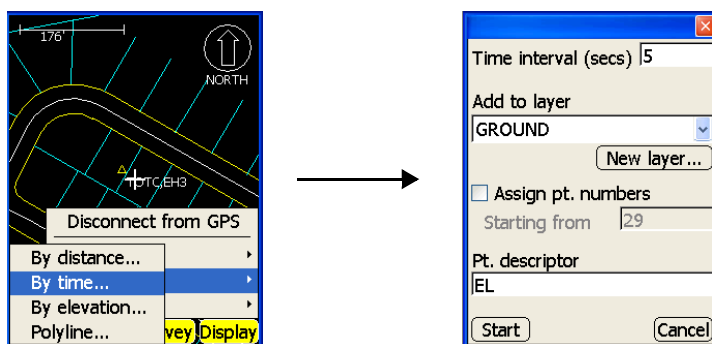 176'
NORTH
TC,EH3
Disconnect from GPS
By distance...
By time...
By elevation...
Polyline...
vey
Display
Time interval (secs) 5
Add to layer
GROUND
New layer...
Assign pt. numbers
Starting from 29
Pt. descriptor
EL
Start
Cancel